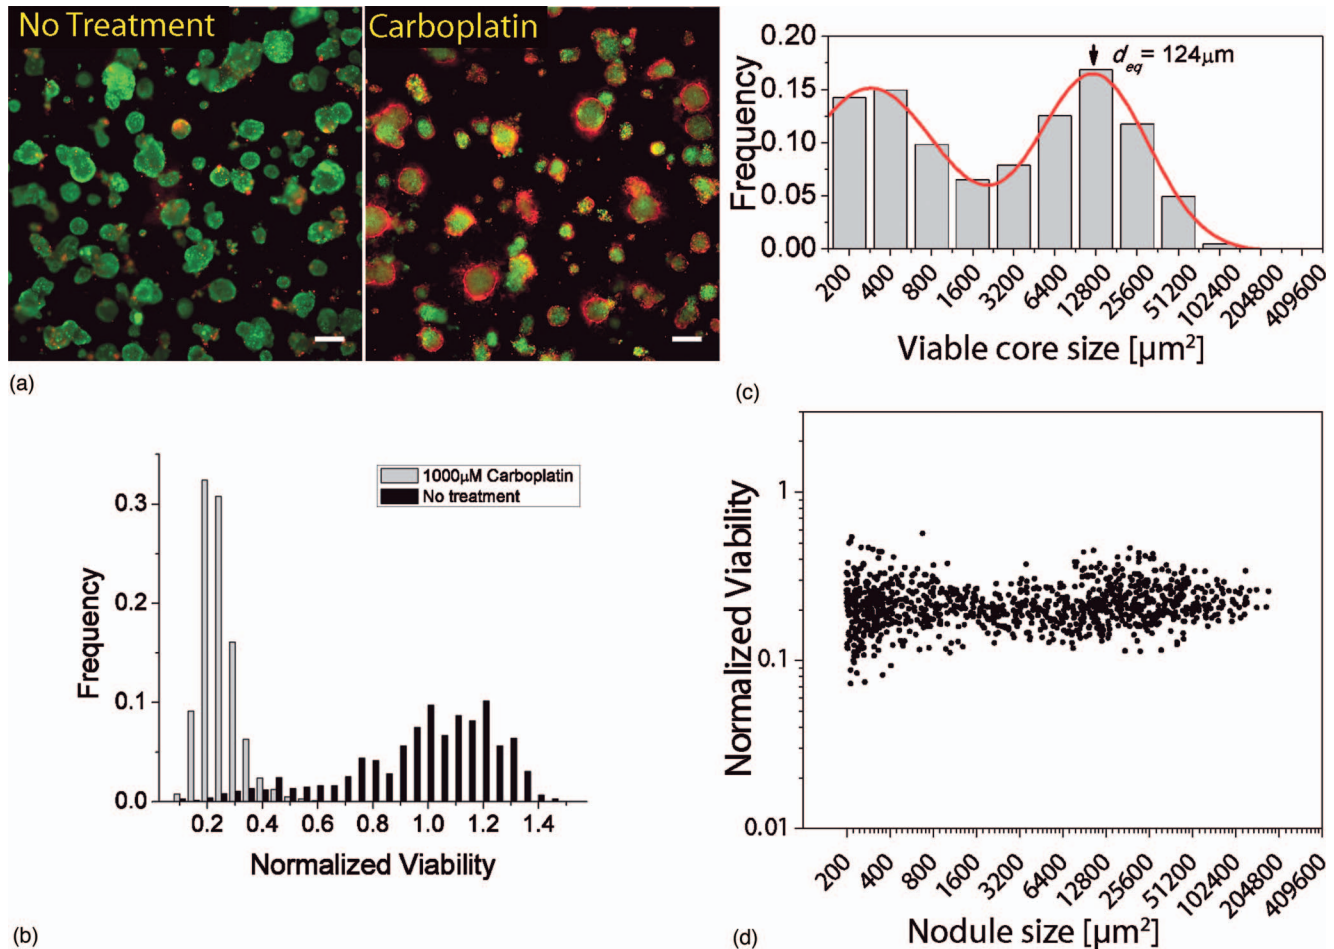 No Treatment
Carboplatin
(a)
0.3
0.2
0.1
0.0
Frequency
1000µM Carboplatin
No treatment
0.2 0.4 0.6 0.8 1.0 1.2 1.4
Normalized Viability
(b)
0.20
0.15
0.10
0.05
0.00
Frequency
deq = 124µm
200 400 800 1600 3200 6400 12800 25600 51200 102400 204800 409600
Viable core size [µm²]
(c)
1
0.1
0.01
Normalized Viability
200 400 800 1600 3200 6400 12800 25600 51200 102400 204800 409600
Nodule size [µm²]
(d)